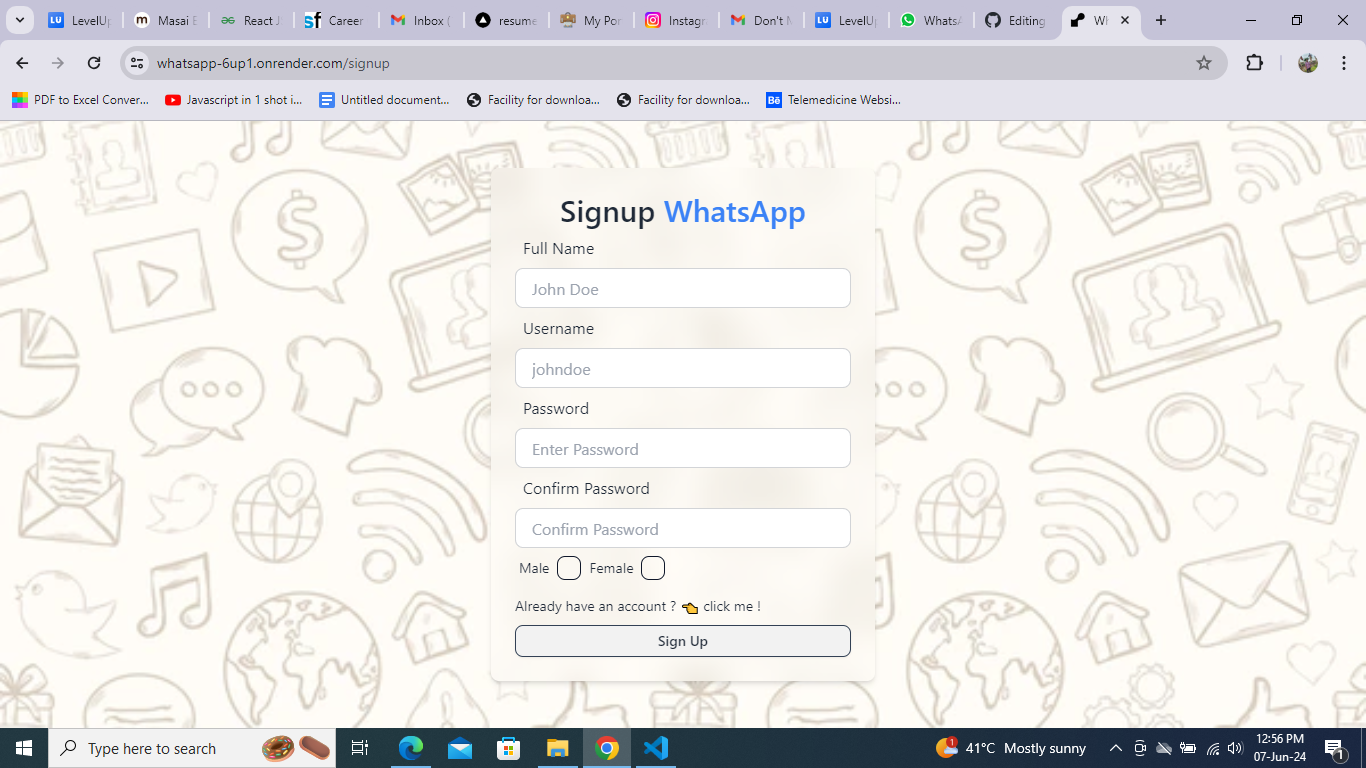 LevelUp
Masai E
React J
Career
Inbox (
resume
My Por
Instagra
Don't M
LevelUp
WhatsA
Editing
Wh
whatsapp-6up1.onrender.com/signup
PDF to Excel Conver...
Javascript in 1 shot i...
Untitled document...
Facility for downloa...
Facility for downloa...
Telemedicine Websi...
Signup WhatsApp
Full Name
John Doe
Username
johndoe
Password
Enter Password
Confirm Password
Confirm Password
Male Female
Already have an account ? 👈 click me !
Sign Up
Type here to search
41°C Mostly sunny
12:56 PM
07-Jun-24